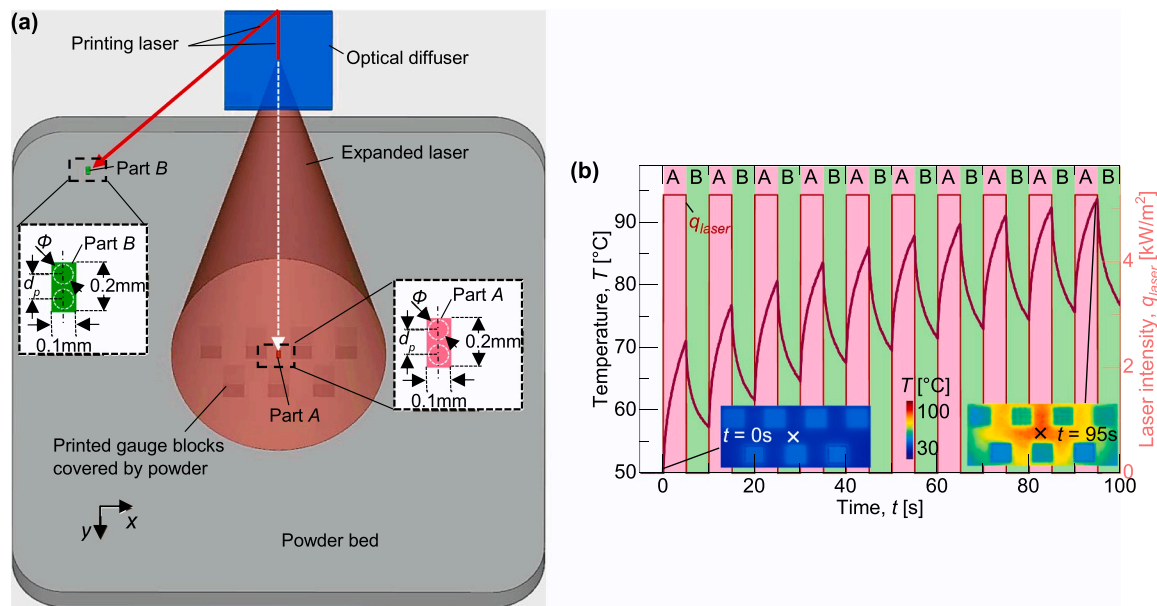 (a)
Printing laser
Optical diffuser
Expanded laser
Part B
Φ
Part B
d_p
0.2mm
0.1mm
Φ
Part A
d_p
0.2mm
0.1mm
Part A
Printed gauge blocks
covered by powder
x
y
Powder bed
(b)
A B A B A B A B A B A B A B A B A B A B
q_laser
Temperature, T [°C]
90
80
70
60
50
T [°C]
100
30
t = 0s ×
× t = 95s
0 20 40 60 80 100
Time, t [s]
Laser intensity, q_laser [kW/m²]
4
2
0